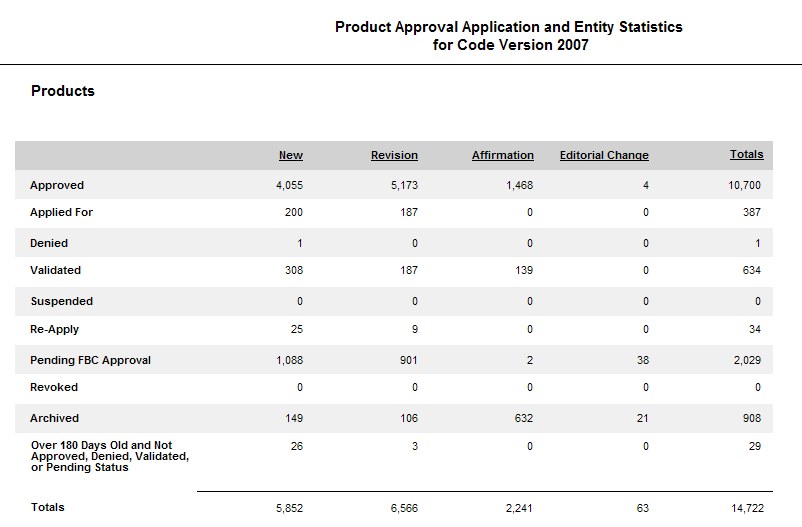 Product Approval Application and Entity Statistics
for Code Version 2007
Products
New Revision Affirmation Editorial Change Totals
Approved 4,055 5,173 1,468 4 10,700
Applied For 200 187 0 0 387
Denied 1 0 0 0 1
Validated 308 187 139 0 634
Suspended 0 0 0 0 0
Re-Apply 25 9 0 0 34
Pending FBC Approval 1,088 901 2 38 2,029
Revoked 0 0 0 0 0
Archived 149 106 632 21 908
Over 180 Days Old and Not 26 3 0 0 29
Approved, Denied, Validated,
or Pending Status
Totals 5,852 6,566 2,241 63 14,722